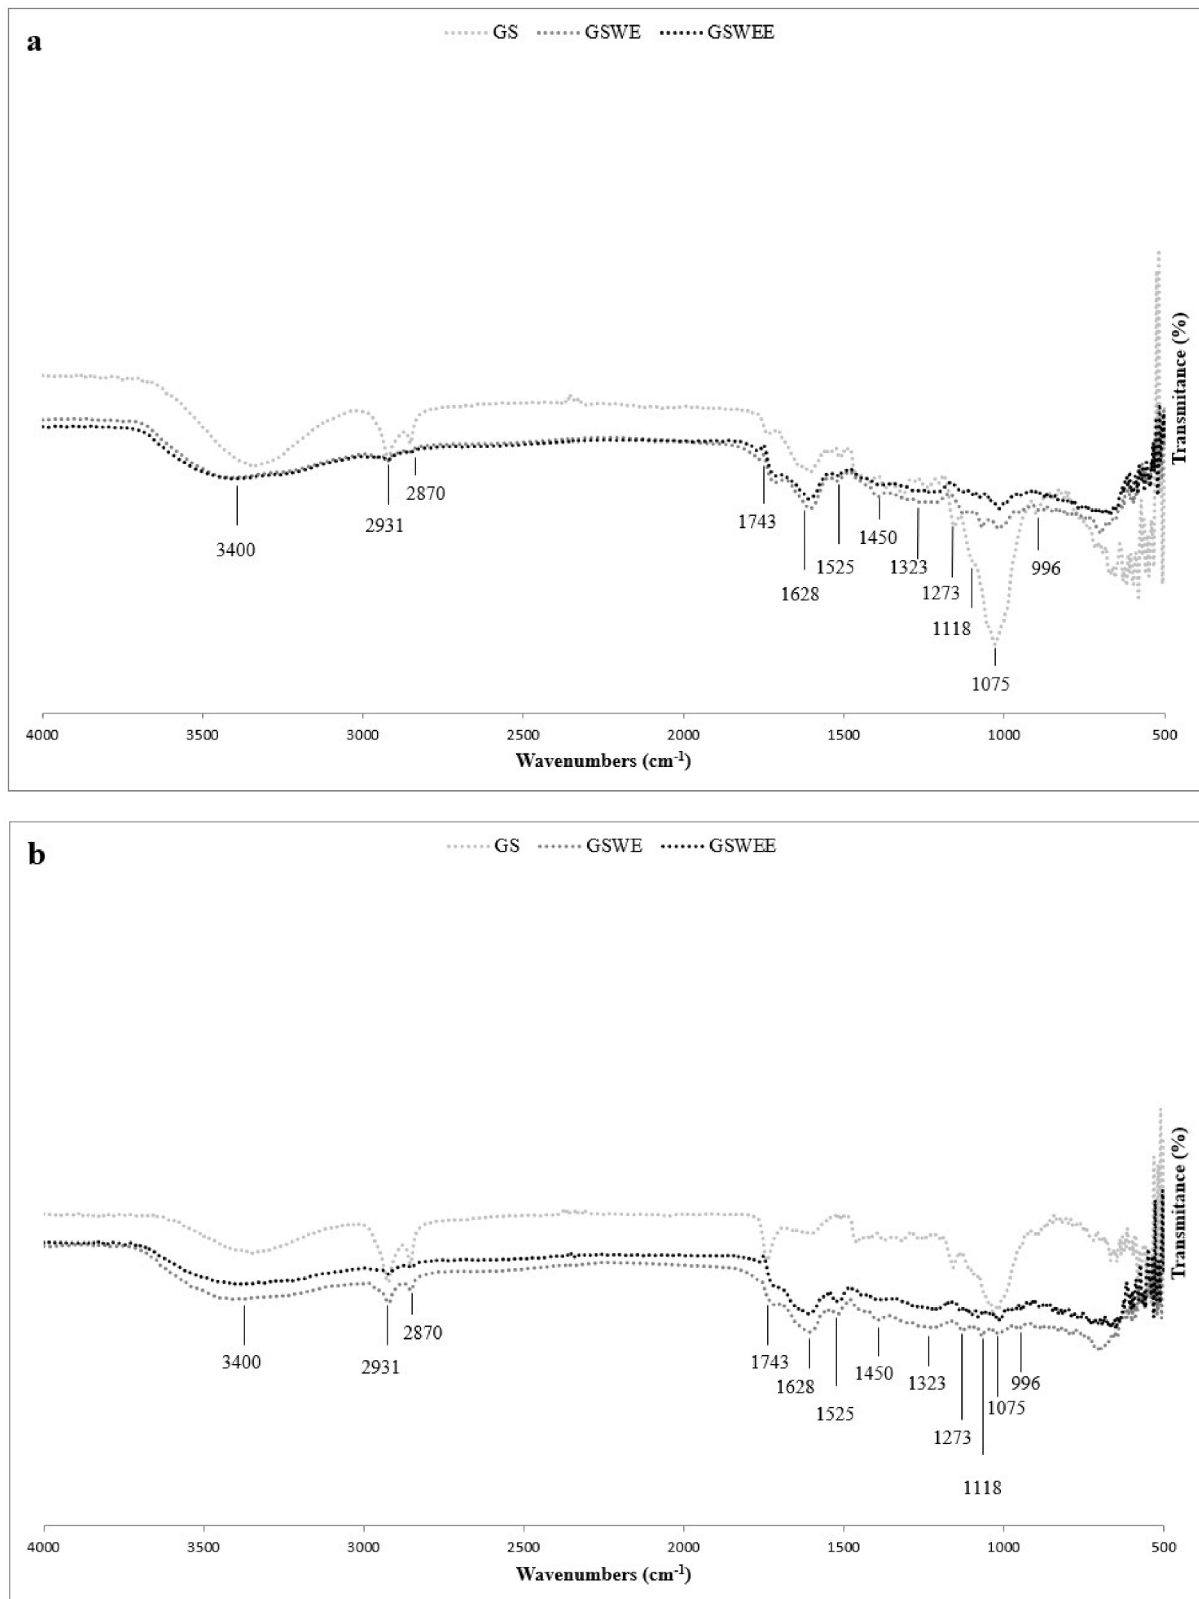 a
GS GSWE GSWEE
Transmitance (%)
2870
2931
3400
1743
1450
1525
1323
996
1628
1273
1118
1075
4000 3500 3000 2500 2000 1500 1000 500
Wavenumbers (cm-1)
b
GS GSWE GSWEE
Transmitance (%)
2870
3400
2931
1743
1450
1628
1323
996
1525
1075
1273
1118
4000 3500 3000 2500 2000 1500 1000 500
Wavenumbers (cm-1)